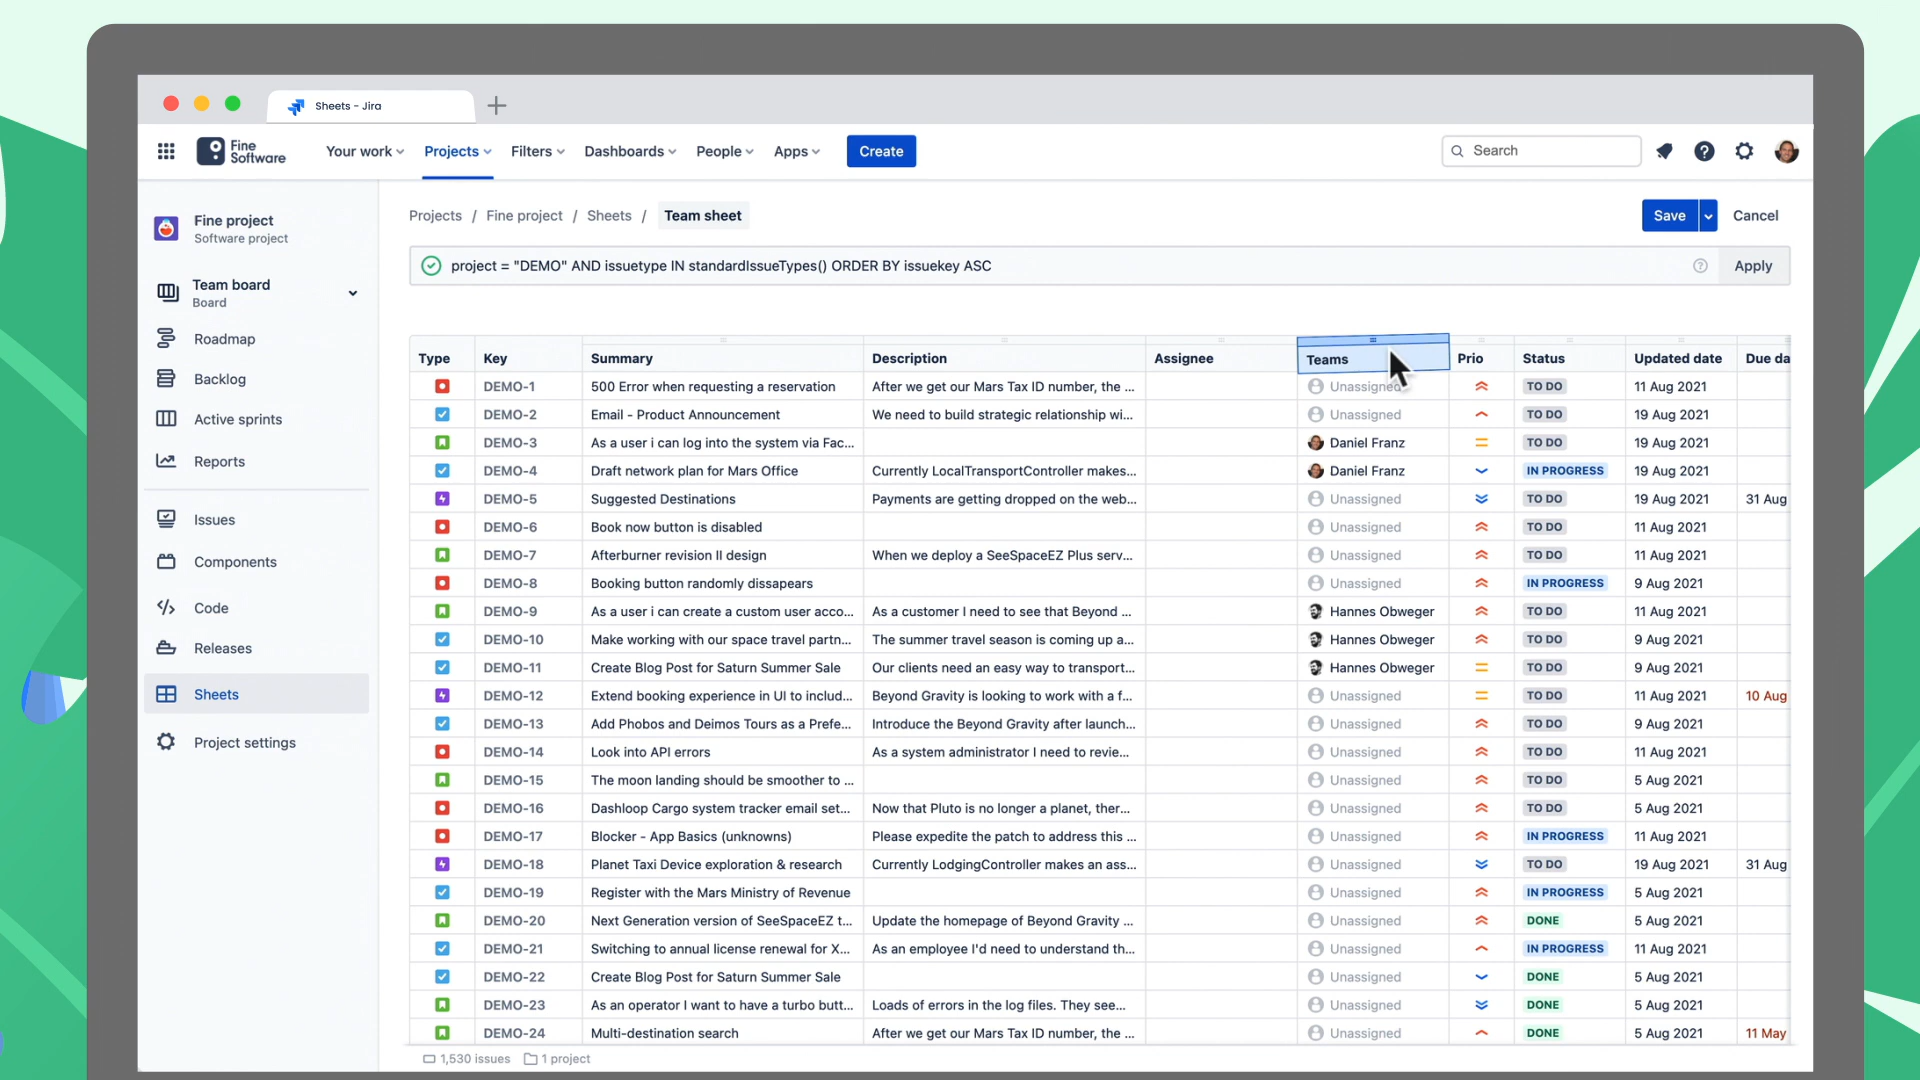 Sheets - Jira
Fine Software
Your work
Projects
Filters
Dashboards
People
Apps
Create
Search
Fine project
Software project
Team board
Board
Roadmap
Backlog
Active sprints
Reports
Issues
Components
Code
Releases
Sheets
Project settings
Projects / Fine project / Sheets / Team sheet
Save
Cancel
project = "DEMO" AND issuetype IN standardIssueTypes() ORDER BY issuekey ASC
Apply
Type Key Summary Description Assignee Teams Prio Status Updated date Due da
DEMO-1 500 Error when requesting a reservation After we get our Mars Tax ID number, the ... Unassigned TO DO 11 Aug 2021
DEMO-2 Email - Product Announcement We need to build strategic relationship wi... Unassigned TO DO 19 Aug 2021
DEMO-3 As a user i can log into the system via Fac... Daniel Franz TO DO 19 Aug 2021
DEMO-4 Draft network plan for Mars Office Currently LocalTransportController makes... Daniel Franz IN PROGRESS 19 Aug 2021
DEMO-5 Suggested Destinations Payments are getting dropped on the web... Unassigned TO DO 19 Aug 2021 31 Aug
DEMO-6 Book now button is disabled Unassigned TO DO 11 Aug 2021
DEMO-7 Afterburner revision II design When we deploy a SeeSpaceEZ Plus serv... Unassigned TO DO 11 Aug 2021
DEMO-8 Booking button randomly dissapears Unassigned IN PROGRESS 9 Aug 2021
DEMO-9 As a user i can create a custom user acco... As a customer I need to see that Beyond ... Hannes Obweger TO DO 11 Aug 2021
DEMO-10 Make working with our space travel partn... The summer travel season is coming up a... Hannes Obweger TO DO 9 Aug 2021
DEMO-11 Create Blog Post for Saturn Summer Sale Our clients need an easy way to transport... Hannes Obweger TO DO 9 Aug 2021
DEMO-12 Extend booking experience in UI to includ... Beyond Gravity is looking to work with a f... Unassigned TO DO 11 Aug 2021 10 Aug
DEMO-13 Add Phobos and Deimos Tours as a Prefe... Introduce the Beyond Gravity after launch... Unassigned TO DO 9 Aug 2021
DEMO-14 Look into API errors As a system administrator I need to revie... Unassigned TO DO 11 Aug 2021
DEMO-15 The moon landing should be smoother to ... Unassigned TO DO 5 Aug 2021
DEMO-16 Dashloop Cargo system tracker email set... Now that Pluto is no longer a planet, ther... Unassigned TO DO 5 Aug 2021
DEMO-17 Blocker - App Basics (unknowns) Please expedite the patch to address this ... Unassigned IN PROGRESS 11 Aug 2021
DEMO-18 Planet Taxi Device exploration & research Currently LodgingController makes an ass... Unassigned TO DO 19 Aug 2021 31 Aug
DEMO-19 Register with the Mars Ministry of Revenue Unassigned IN PROGRESS 5 Aug 2021
DEMO-20 Next Generation version of SeeSpaceEZ t... Update the homepage of Beyond Gravity ... Unassigned DONE 5 Aug 2021
DEMO-21 Switching to annual license renewal for X... As an employee I'd need to understand th... Unassigned IN PROGRESS 11 Aug 2021
DEMO-22 Create Blog Post for Saturn Summer Sale Unassigned DONE 5 Aug 2021
DEMO-23 As an operator I want to have a turbo butt... Loads of errors in the log files. They see... Unassigned DONE 5 Aug 2021
DEMO-24 Multi-destination search After we get our Mars Tax ID number, the ... Unassigned DONE 5 Aug 2021 11 May
1,530 issues 1 project